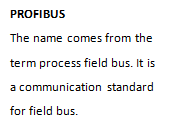 PROFIBUS
The name comes from the
term process field bus. It is
a communication standard
for field bus.